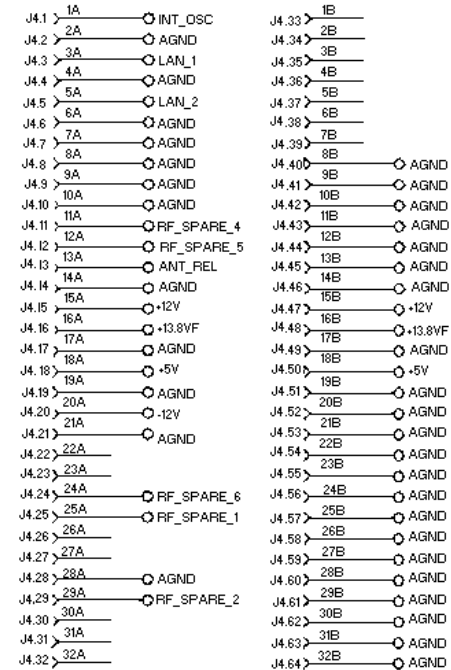 J4.1 1A INT_OSC
J4.2 2A AGND
J4.3 3A LAN_1
J4.4 4A AGND
J4.5 5A LAN_2
J4.6 6A AGND
J4.7 7A AGND
J4.8 8A AGND
J4.9 9A AGND
J4.10 10A AGND
J4.11 11A RF_SPARE_4
J4.12 12A RF_SPARE_5
J4.13 13A ANT_REL
J4.14 14A AGND
J4.15 15A +12V
J4.16 16A +13.8VF
J4.17 17A AGND
J4.18 18A +5V
J4.19 19A AGND
J4.20 20A -12V
J4.21 21A AGND
J4.22 22A
J4.23 23A
J4.24 24A RF_SPARE_6
J4.25 25A RF_SPARE_1
J4.26 26A
J4.27 27A
J4.28 28A AGND
J4.29 29A RF_SPARE_2
J4.30 30A
J4.31 31A
J4.32 32A
J4.33 1B
J4.34 2B
J4.35 3B
J4.36 4B
J4.37 5B
J4.38 6B
J4.39 7B
J4.40 8B AGND
J4.41 9B AGND
J4.42 10B AGND
J4.43 11B AGND
J4.44 12B AGND
J4.45 13B AGND
J4.46 14B AGND
J4.47 15B +12V
J4.48 16B +13.8VF
J4.49 17B AGND
J4.50 18B +5V
J4.51 19B AGND
J4.52 20B AGND
J4.53 21B AGND
J4.54 22B AGND
J4.55 23B AGND
J4.56 24B AGND
J4.57 25B AGND
J4.58 26B AGND
J4.59 27B AGND
J4.60 28B AGND
J4.61 29B AGND
J4.62 30B AGND
J4.63 31B AGND
J4.64 32B AGND